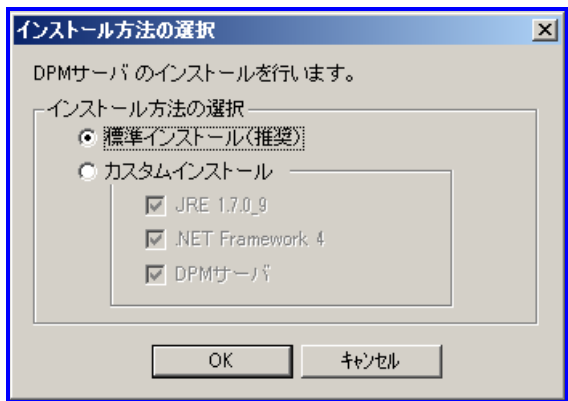 インストール方法の選択
DPMサーバのインストールを行います。
インストール方法の選択
標準インストール(推奨)
カスタムインストール
JRE 1.7.0_9
.NET Framework 4
DPMサーバ
OK
キャンセル